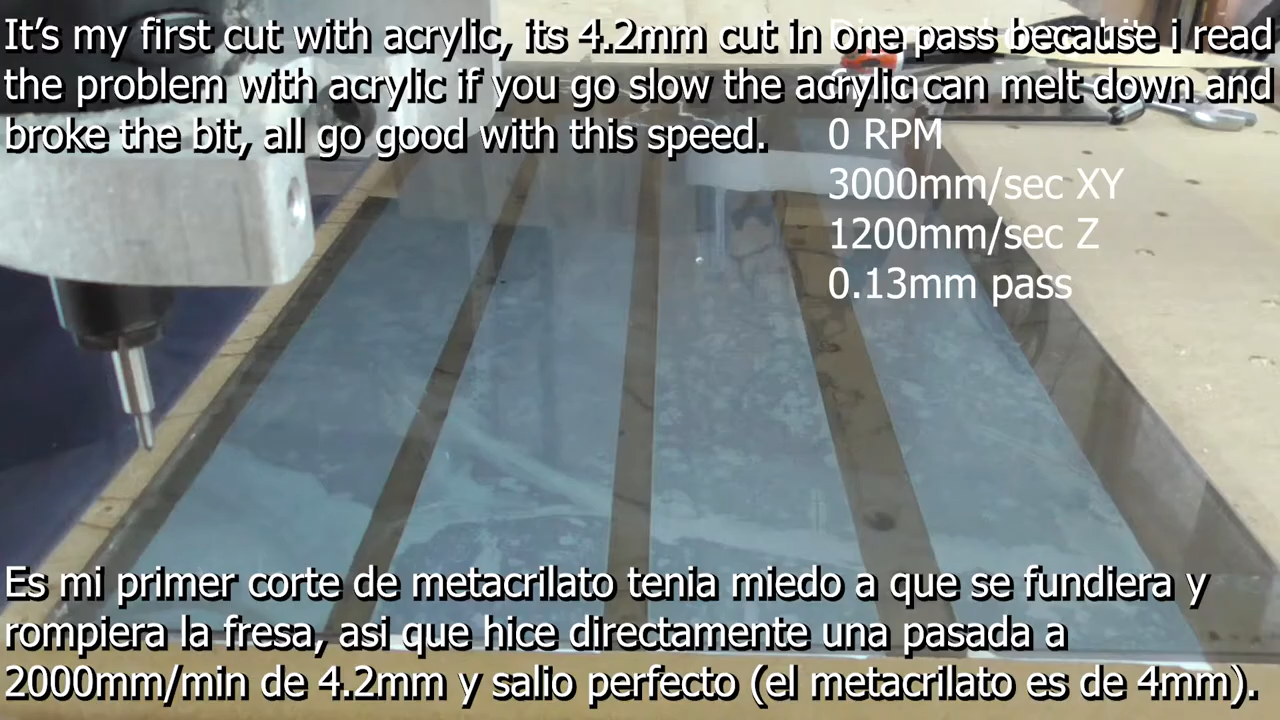 It's my first cut with acrylic, its 4.2mm cut in one pass because i read
the problem with acrylic if you go slow the acrylic can melt down and
broke the bit, all go good with this speed.
0 RPM
3000mm/sec XY
1200mm/sec Z
0.13mm pass
Es mi primer corte de metacrilato tenia miedo a que se fundiera y
rompiera la fresa, asi que hice directamente una pasada a
2000mm/min de 4.2mm y salio perfecto (el metacrilato es de 4mm).